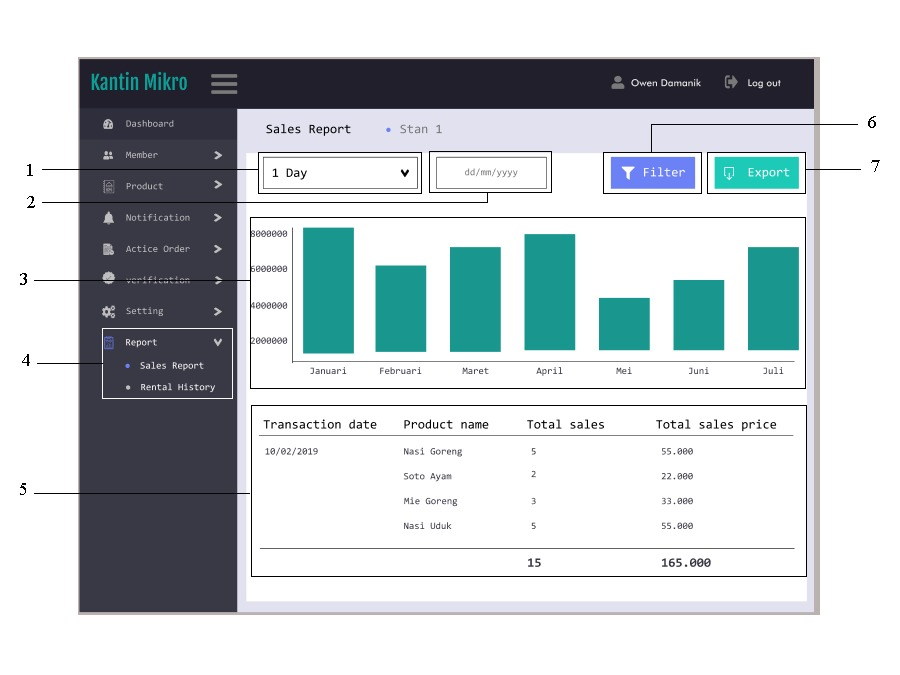 Kantin Mikro
Owen Damanik
Log out
6
Dashboard
Sales Report
Stan 1
1
Member
1 Day
dd/mm/yyyy
Filter
Export
7
Product
2
Notification
8000000
Actice Order
6000000
3
verification
4000000
Setting
2000000
4
Report
Sales Report
Rental History
Januari
Februari
Maret
April
Mei
Juni
Juli
Transaction date
Product name
Total sales
Total sales price
10/02/2019
Nasi Goreng
5
55.000
Soto Ayam
2
22.000
5
Mie Goreng
3
33.000
Nasi Uduk
5
55.000
15
165.000